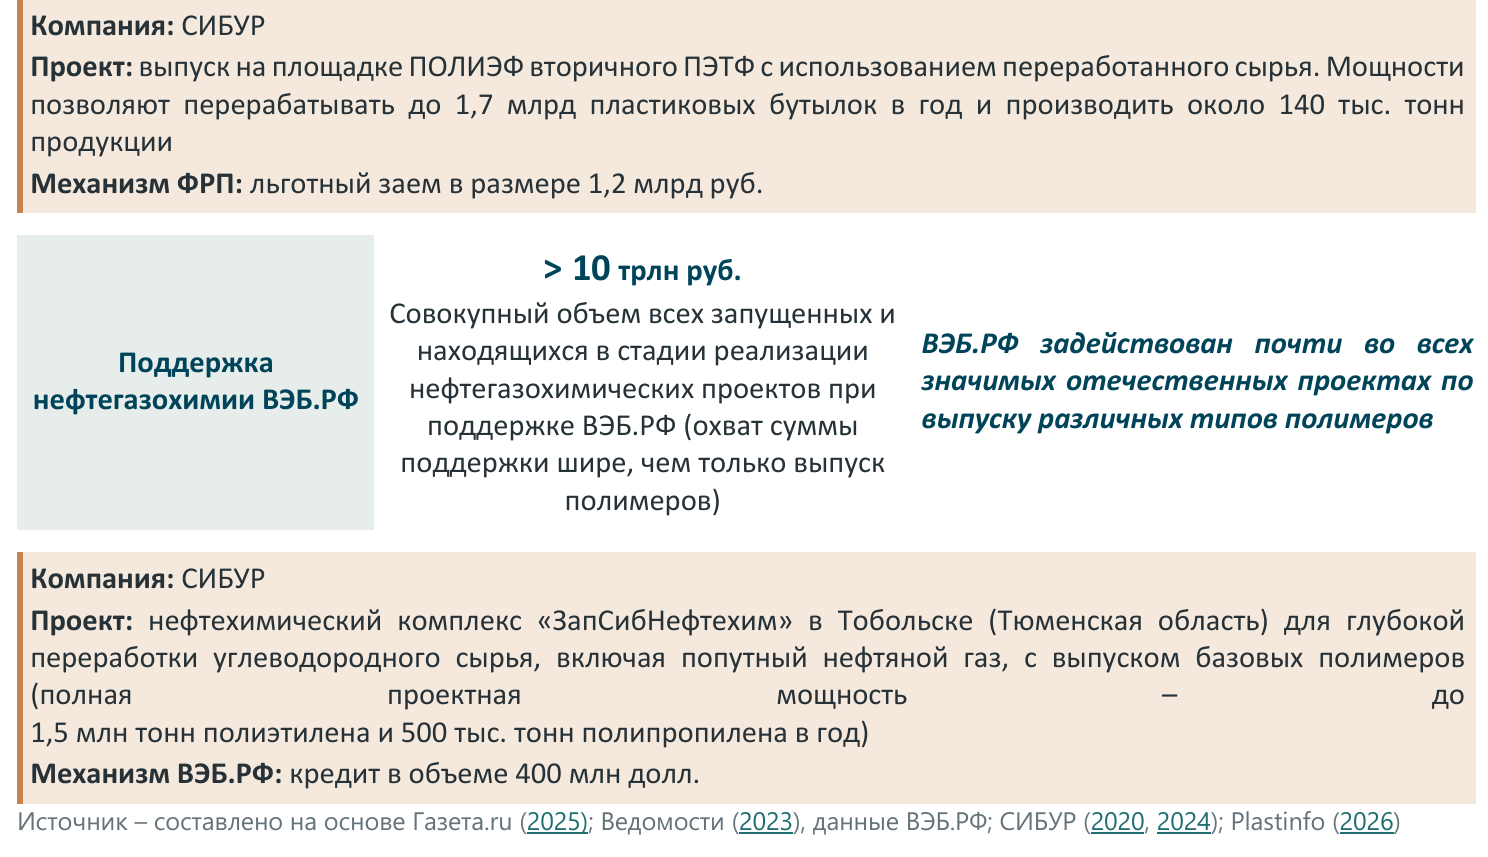 Компания: СИБУР
Проект: выпуск на площадке ПОЛИЭФ вторичного ПЭТФ с использованием переработанного сырья. Мощности
позволяют перерабатывать до 1,7 млрд пластиковых бутылок в год и производить около 140 тыс. тонн
продукции
Механизм ФРП: льготный заем в размере 1,2 млрд руб.
Поддержка
нефтегазохимии ВЭБ.РФ
> 10 трлн руб.
Совокупный объем всех запущенных и
находящихся в стадии реализации
нефтегазохимических проектов при
поддержке ВЭБ.РФ (охват суммы
поддержки шире, чем только выпуск
полимеров)
ВЭБ.РФ задействован почти во всех
значимых отечественных проектах по
выпуску различных типов полимеров
Компания: СИБУР
Проект: нефтехимический комплекс «ЗапСибНефтехим» в Тобольске (Тюменская область) для глубокой
переработки углеводородного сырья, включая попутный нефтяной газ, с выпуском базовых полимеров
(полная проектная мощность – до
1,5 млн тонн полиэтилена и 500 тыс. тонн полипропилена в год)
Механизм ВЭБ.РФ: кредит в объеме 400 млн долл.
Источник – составлено на основе Газета.ru (2025); Ведомости (2023), данные ВЭБ.РФ; СИБУР (2020, 2024); Plastinfo (2026)